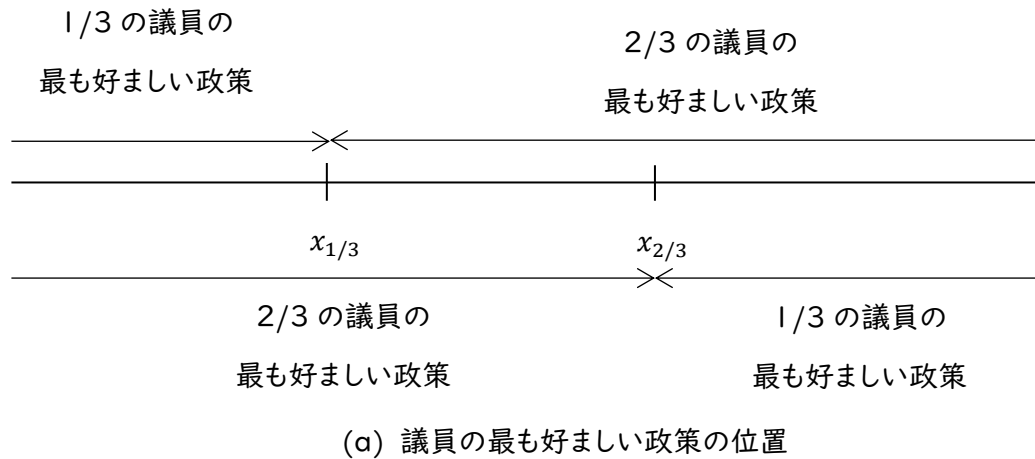 1/3 の議員の
最も好ましい政策
2/3 の議員の
最も好ましい政策
x1/3
x2/3
2/3 の議員の
最も好ましい政策
1/3 の議員の
最も好ましい政策
(a) 議員の最も好ましい政策の位置